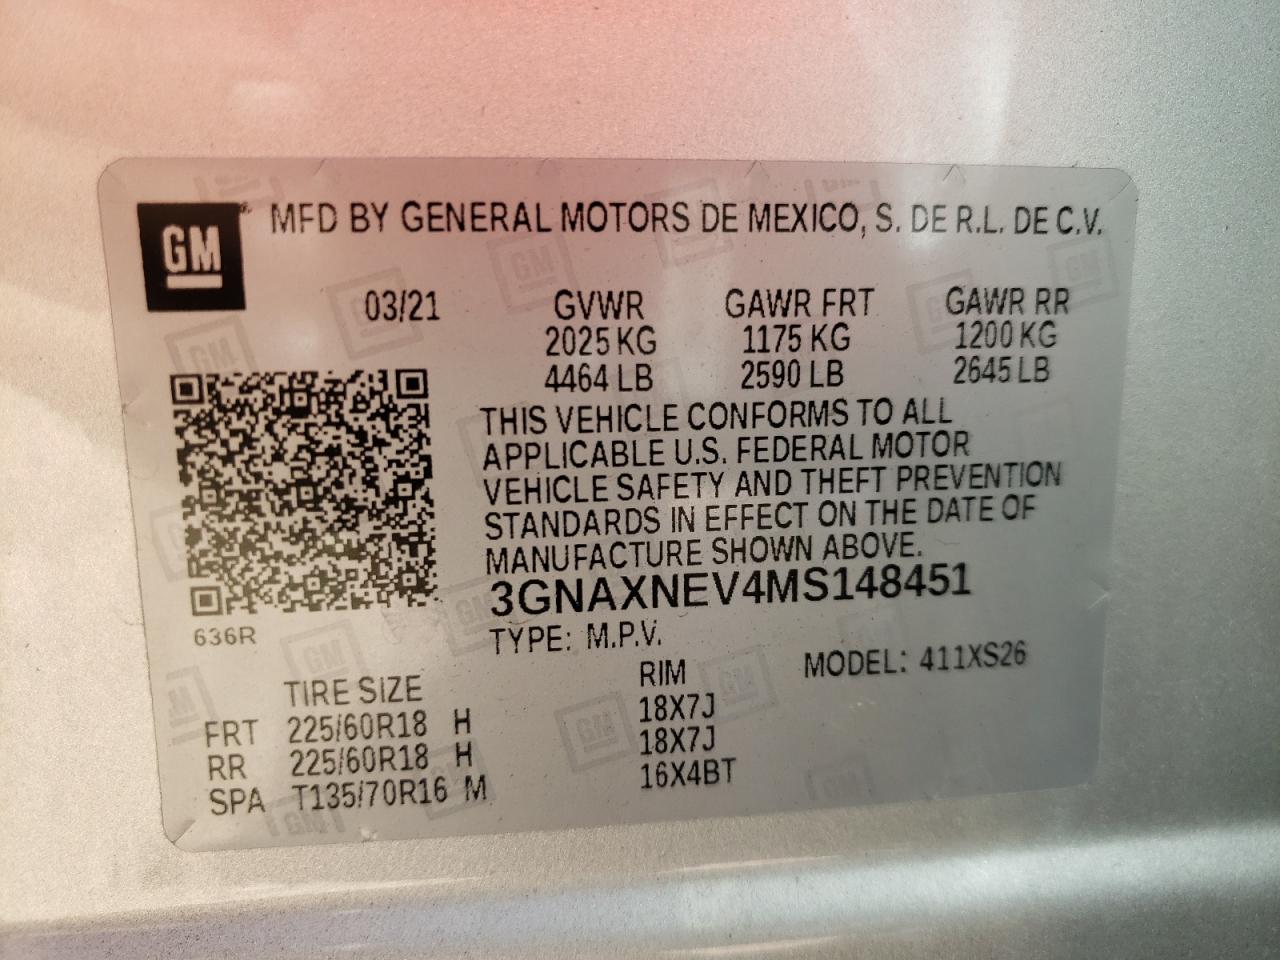 GM MFD BY GENERAL MOTORS DE MEXICO, S. DE R.L. DE C.V.
03/21 GVWR GAWR FRT GAWR RR
2025 KG 1175 KG 1200 KG
4464 LB 2590 LB 2645 LB
THIS VEHICLE CONFORMS TO ALL
APPLICABLE U.S. FEDERAL MOTOR
VEHICLE SAFETY AND THEFT PREVENTION
STANDARDS IN EFFECT ON THE DATE OF
MANUFACTURE SHOWN ABOVE.
3GNAXNEV4MS148451
636R
TYPE: M.P.V.
MODEL: 411XS26
TIRE SIZE RIM
FRT 225/60R18 H 18X7J
RR 225/60R18 H 18X7J
SPA T135/70R16 M 16X4BT